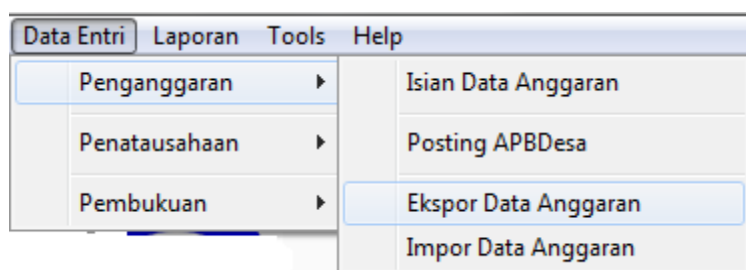 Data Entri Laporan Tools Help
Penganggaran Isian Data Anggaran
Penatausahaan Posting APBDesa
Pembukuan Ekspor Data Anggaran
Impor Data Anggaran